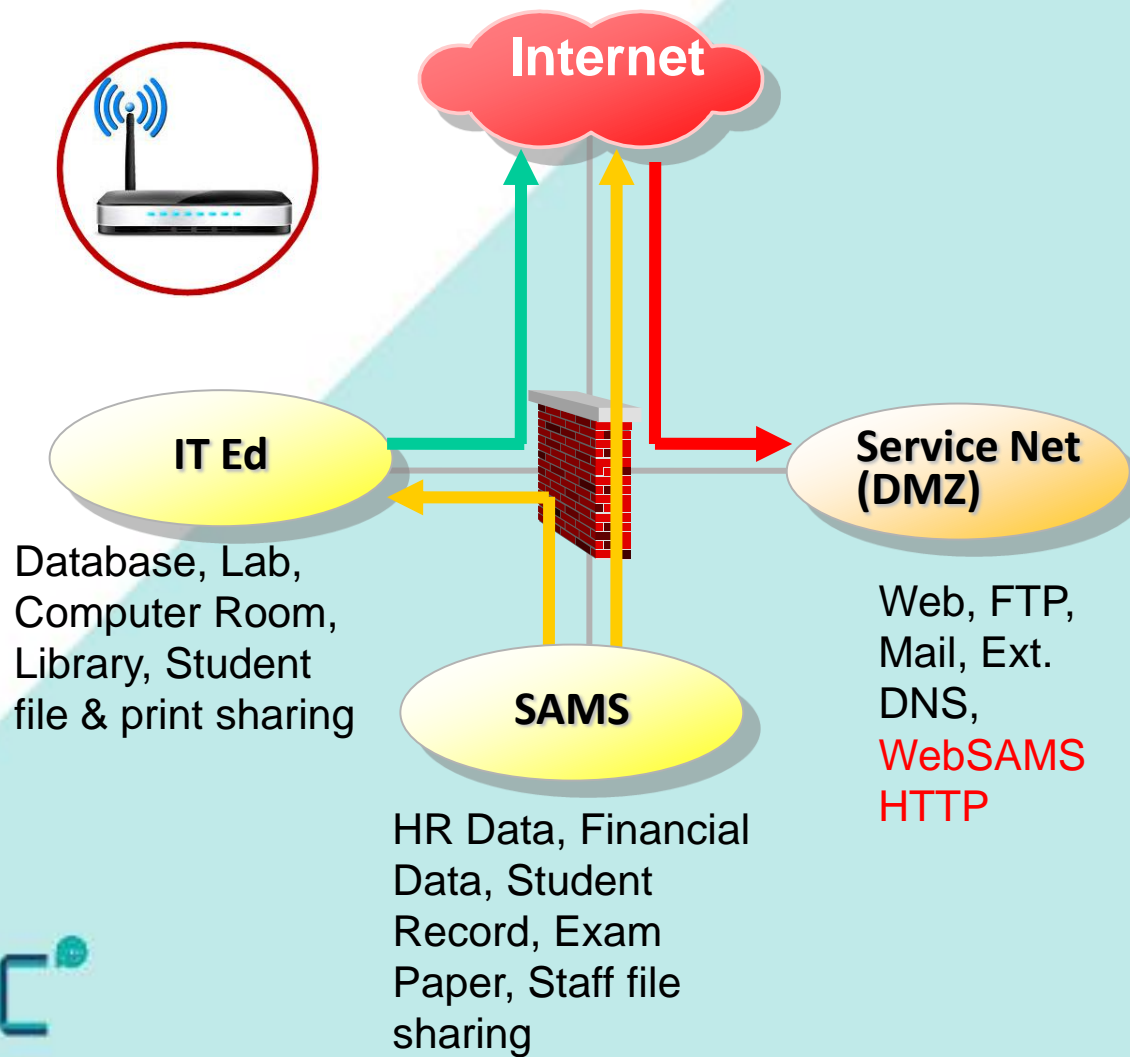 Internet
IT Ed
Service Net
(DMZ)
Database, Lab,
Computer Room,
Library, Student
file & print sharing
Web, FTP,
Mail, Ext.
DNS,
WebSAMS
HTTP
SAMS
HR Data, Financial
Data, Student
Record, Exam
Paper, Staff file
sharing